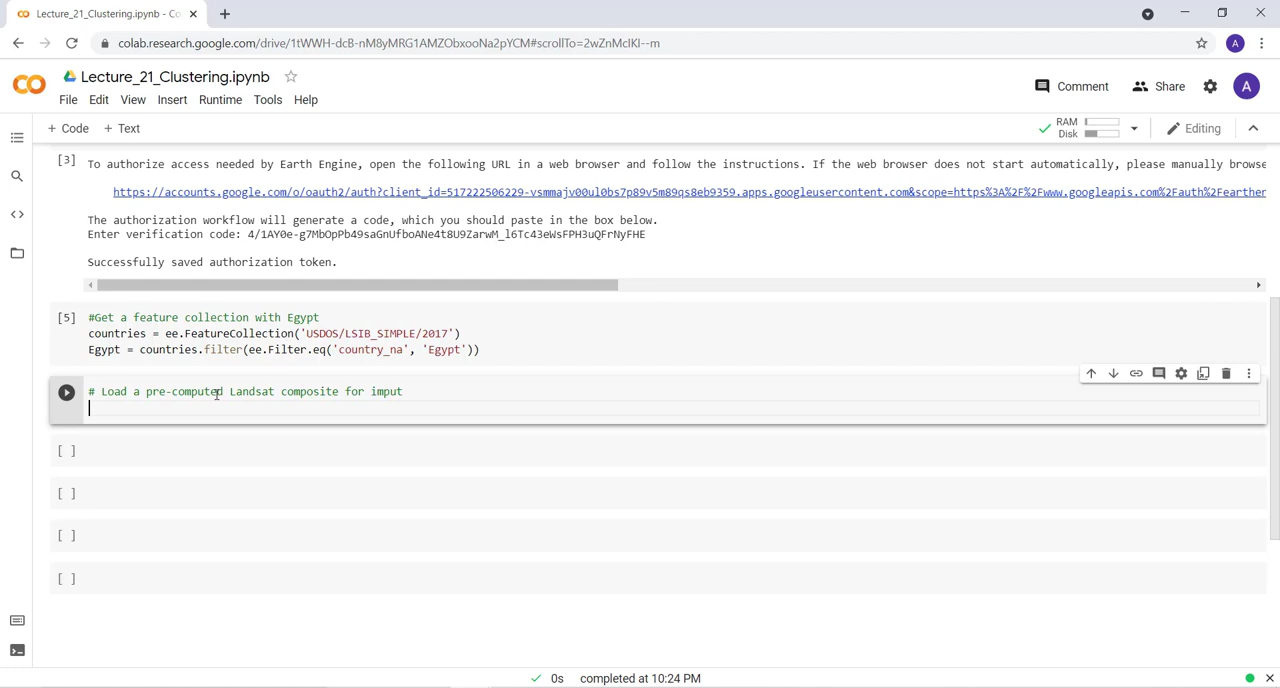 Lecture_21_Clustering.ipynb - Co
colab.research.google.com/drive/1tWWH-dcB-nM8yMRG1AMZObxooNa2pYCM#scrollTo=2wZnMcIKI--m
A
Lecture_21_Clustering.ipynb
File Edit View Insert Runtime Tools Help
Comment Share A
+ Code + Text
RAM
Disk
Editing
[3] To authorize access needed by Earth Engine, open the following URL in a web browser and follow the instructions. If the web browser does not start automatically, please manually browse
https://accounts.google.com/o/oauth2/auth?client_id=517222506229-vsmmajv00ul0bs7p89v5m89qs8eb9359.apps.googleusercontent.com&scope=https%3A%2F%2Fwww.googleapis.com%2Fauth%2Fearther
The authorization workflow will generate a code, which you should paste in the box below.
Enter verification code: 4/1AY0e-g7MbOpPb49saGnUfboANe4t8U9ZarwM_l6Tc43eWsFPH3uQFrNyFHE
Successfully saved authorization token.
[5] #Get a feature collection with Egypt
countries = ee.FeatureCollection('USDOS/LSIB_SIMPLE/2017')
Egypt = countries.filter(ee.Filter.eq('country_na', 'Egypt'))
# Load a pre-computed Landsat composite for imput
[ ]
[ ]
[ ]
[ ]
0s completed at 10:24 PM